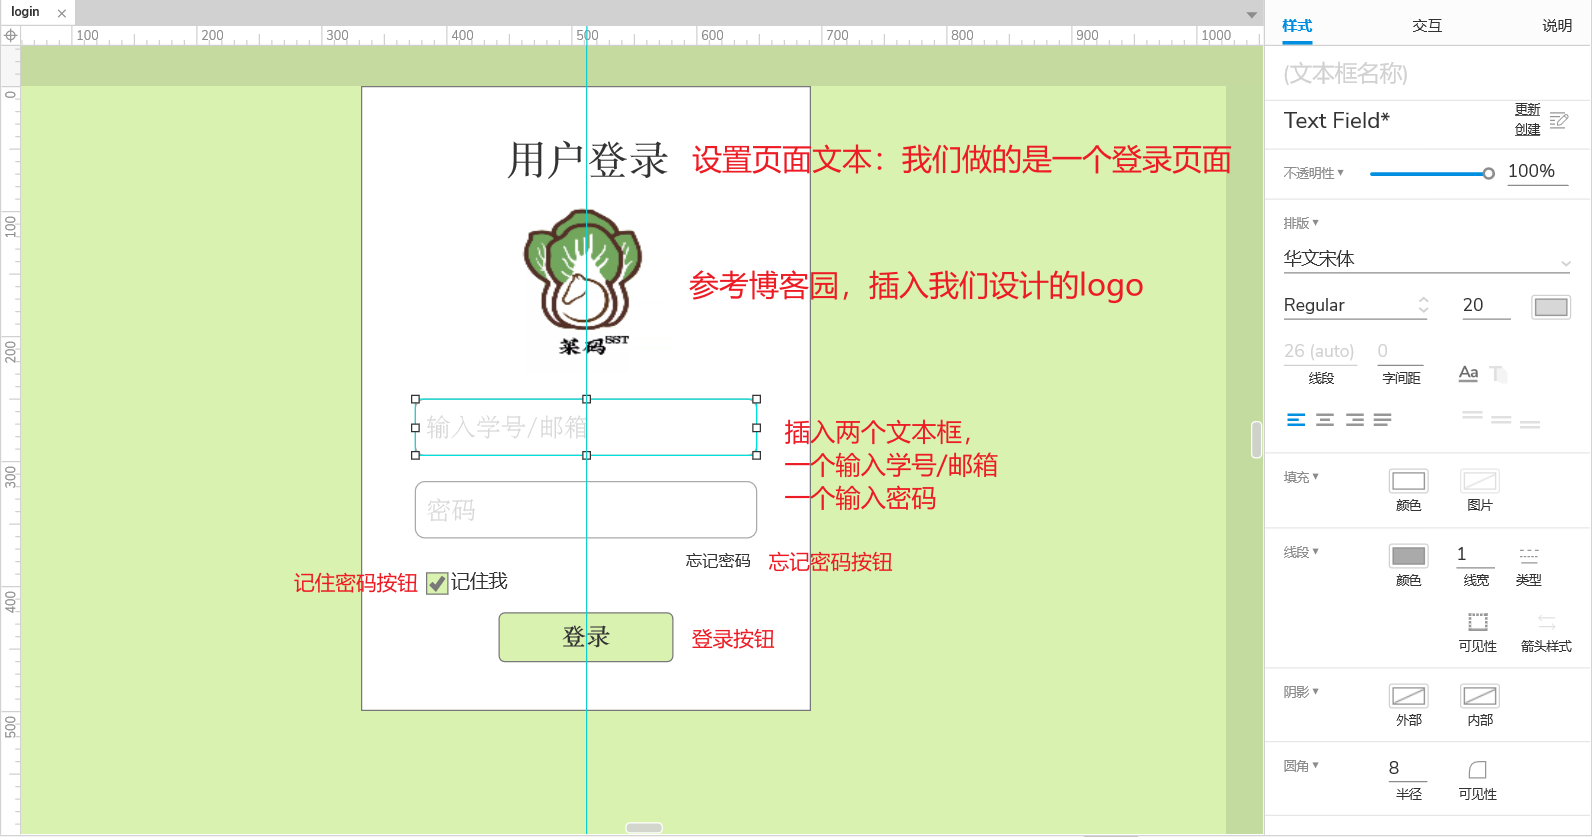 login
100
200
300
400
500
600
700
800
900
1000
0
100
200
300
400
500
用户登录
设置页面文本：我们做的是一个登录页面
莱码SST
参考博客园，插入我们设计的logo
输入学号/邮箱
插入两个文本框，
一个输入学号/邮箱
一个输入密码
密码
忘记密码
忘记密码按钮
记住密码按钮
记住我
登录
登录按钮
样式
交互
说明
(文本框名称)
Text Field*
更新
创建
不透明性
100%
排版
华文宋体
Regular
20
26 (auto)
0
线段
字间距
Aa
填充
颜色
图片
线段
1
颜色
线宽
类型
可见性
箭头样式
阴影
外部
内部
圆角
8
半径
可见性